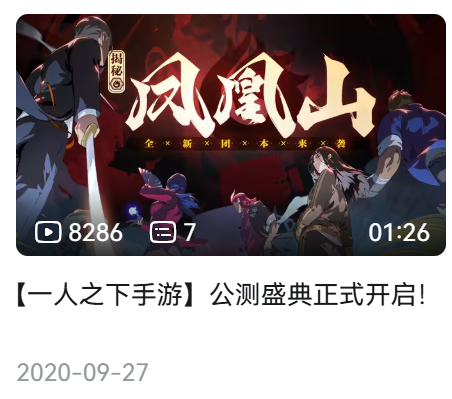 揭秘
凤凰山
全×新×团×本×来×袭
8286 7 01:26
【一人之下手游】公测盛典正式开启！
2020-09-27